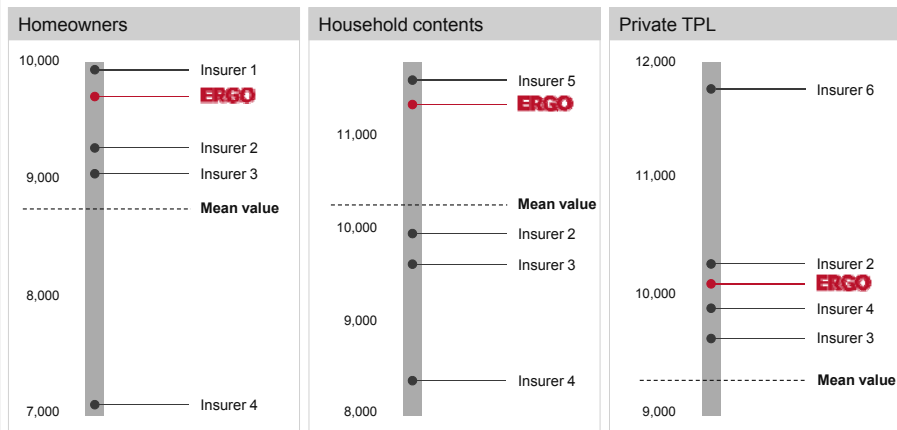 Homeowners
10,000
Insurer 1
ERGO
Insurer 2
9,000
Insurer 3
Mean value
8,000
7,000
Insurer 4
Household contents
Insurer 5
ERGO
11,000
Mean value
10,000
Insurer 2
Insurer 3
9,000
Insurer 4
8,000
Private TPL
12,000
Insurer 6
11,000
Insurer 2
ERGO
10,000
Insurer 4
Insurer 3
Mean value
9,000